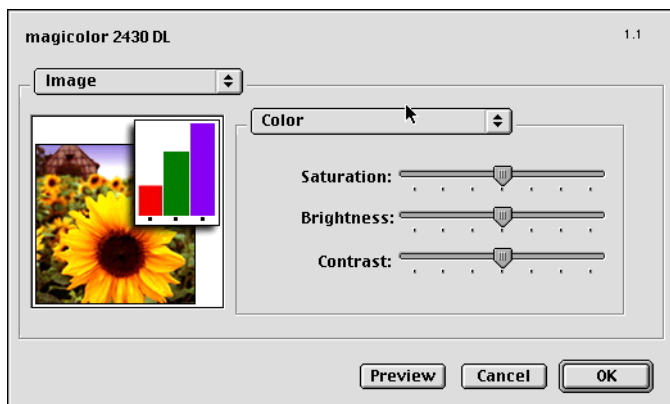 magicolor 2430 DL
1.1
Image
Color
Saturation:
Brightness:
Contrast:
Preview
Cancel
OK